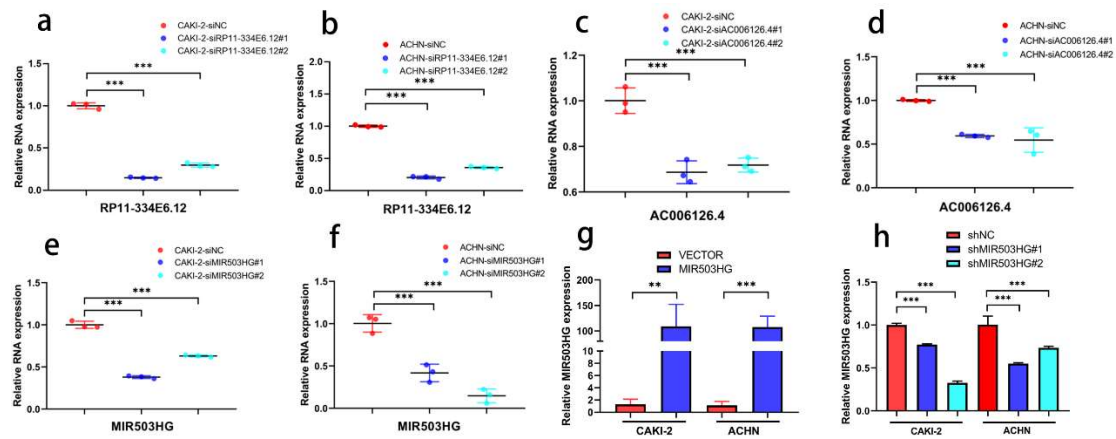 a
CAKI-2-siNC
CAKI-2-siRP11-334E6.12#1
CAKI-2-siRP11-334E6.12#2
Relative RNA expression
1.5
1.0
0.5
0.0
***
***
RP11-334E6.12
b
ACHN-siNC
ACHN-siRP11-334E6.12#1
ACHN-siRP11-334E6.12#2
Relative RNA expression
2.0
1.5
1.0
0.5
0.0
***
***
RP11-334E6.12
c
CAKI-2-siNC
CAKI-2-siAC006126.4#1
CAKI-2-siAC006126.4#2
Relative RNA expression
1.2
1.0
0.8
0.6
***
***
AC006126.4
d
ACHN-siNC
ACHN-siAC006126.4#1
ACHN-siAC006126.4#2
Relative RNA expression
1.5
1.0
0.5
0.0
***
***
AC006126.4
e
CAKI-2-siNC
CAKI-2-siMIR503HG#1
CAKI-2-siMIR503HG#2
Relative RNA expression
1.5
1.0
0.5
0.0
***
***
MIR503HG
f
ACHN-siNC
ACHN-siMIR503HG#1
ACHN-siMIR503HG#2
Relative RNA expression
1.5
1.0
0.5
0.0
***
***
MIR503HG
g
VECTOR
MIR503HG
Relative MIR503HG expression
200
150
100
50
10
8
6
4
2
0
**
***
CAKI-2
ACHN
h
shNC
shMIR503HG#1
shMIR503HG#2
Relative MIR503HG expression
1.5
1.0
0.5
0.0
***
***
***
***
CAKI-2
ACHN